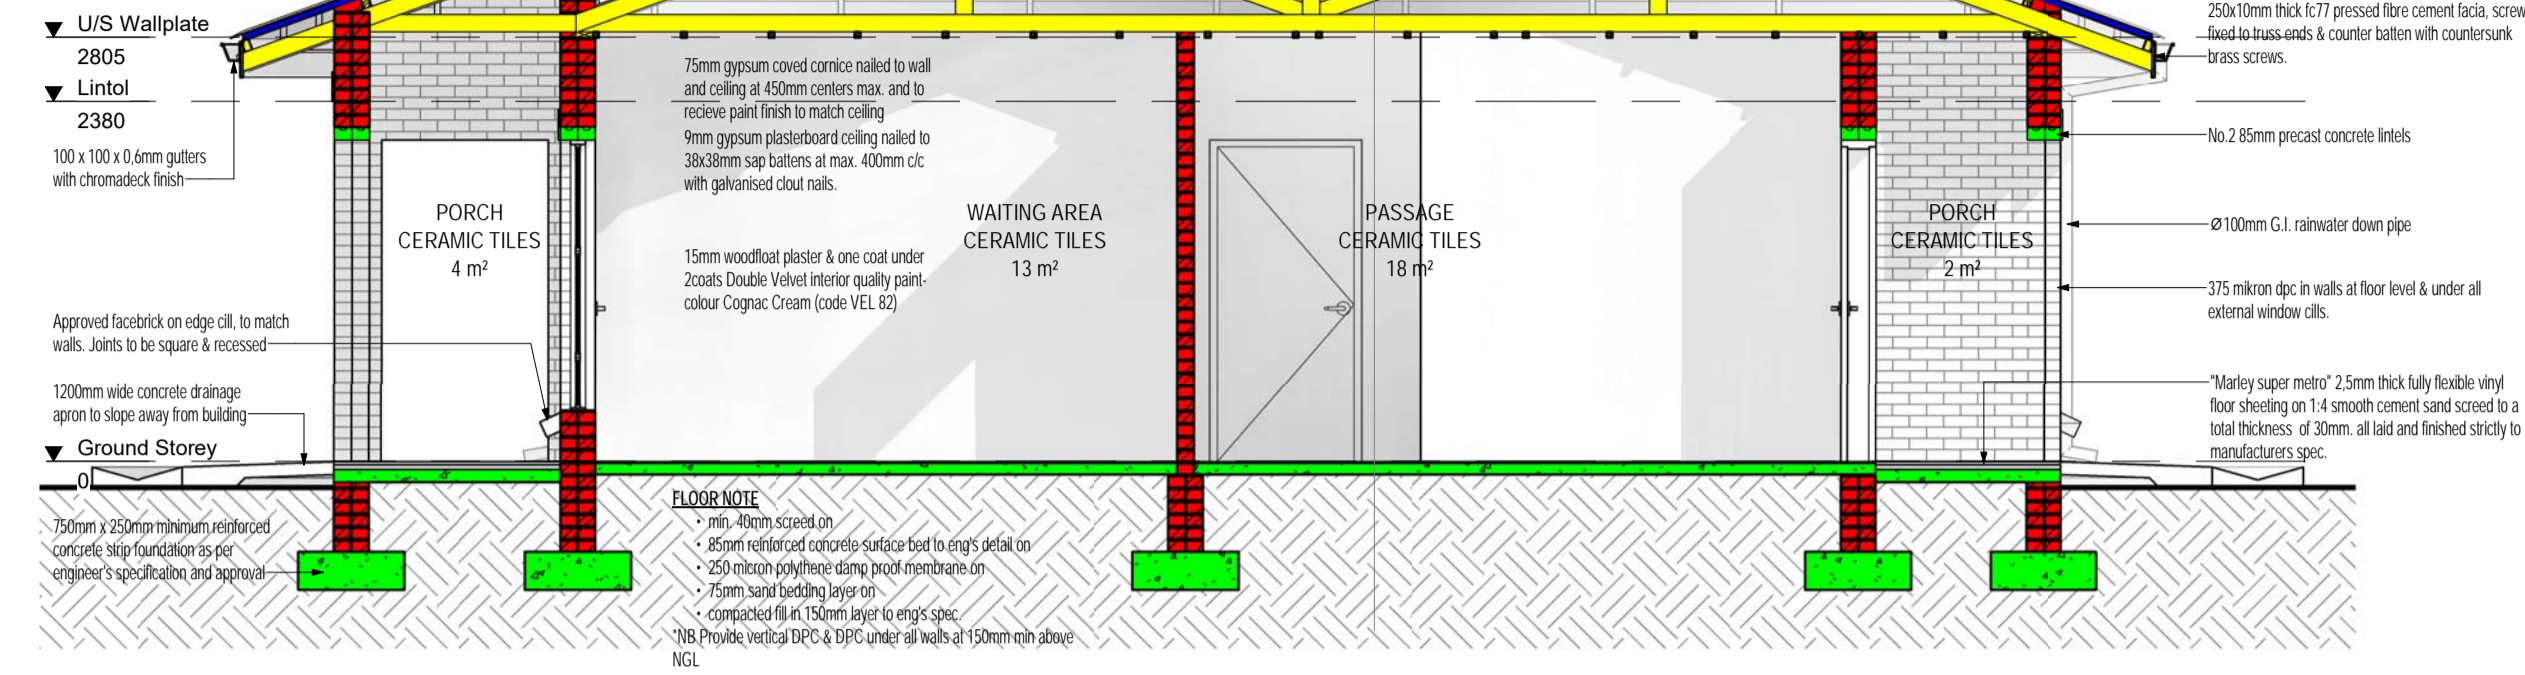 U/S Wallplate
2805
Lintol
2380
100 x 100 x 0,6mm gutters
with chromadeck finish
PORCH
CERAMIC TILES
4 m²
Approved facebrick on edge cill, to match
walls. Joints to be square & recessed
1200mm wide concrete drainage
apron to slope away from building
Ground Storey
0
750mm x 250mm minimum reinforced
concrete strip foundation as per
engineer's specification and approval
75mm gypsum coved cornice nailed to wall
and ceiling at 450mm centers max. and to
recieve paint finish to match ceiling
9mm gypsum plasterboard ceiling nailed to
38x38mm sap battens at max. 400mm c/c
with galvanised clout nails.
15mm woodfloat plaster & one coat under
2coats Double Velvet interior quality paint-
colour Cognac Cream (code VEL 82)
WAITING AREA
CERAMIC TILES
13 m²
PASSAGE
CERAMIC TILES
18 m²
PORCH
CERAMIC TILES
2 m²
FLOOR NOTE
• min. 40mm screed on
• 85mm reinforced concrete surface bed to eng's detail on
• 250 micron polythene damp proof membrane on
• 75mm sand bedding layer on
• compacted fill in 150mm layer to eng's spec.
*NB Provide vertical DPC & DPC under all walls at 150mm min above
NGL
250x10mm thick fc77 pressed fibre cement facia, screw
fixed to truss ends & counter batten with countersunk
brass screws.
No.2 85mm precast concrete lintels
Ø100mm G.I. rainwater down pipe
375 mikron dpc in walls at floor level & under all
external window cills.
"Marley super metro" 2,5mm thick fully flexible vinyl
floor sheeting on 1:4 smooth cement sand screed to a
total thickness of 30mm. all laid and finished strictly to
manufacturers spec.